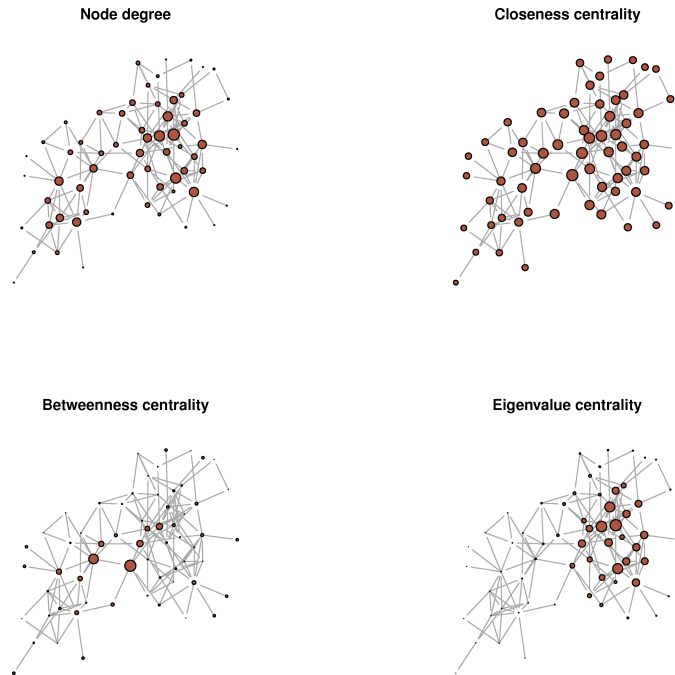 Node degree
Closeness centrality
Betweenness centrality
Eigenvalue centrality